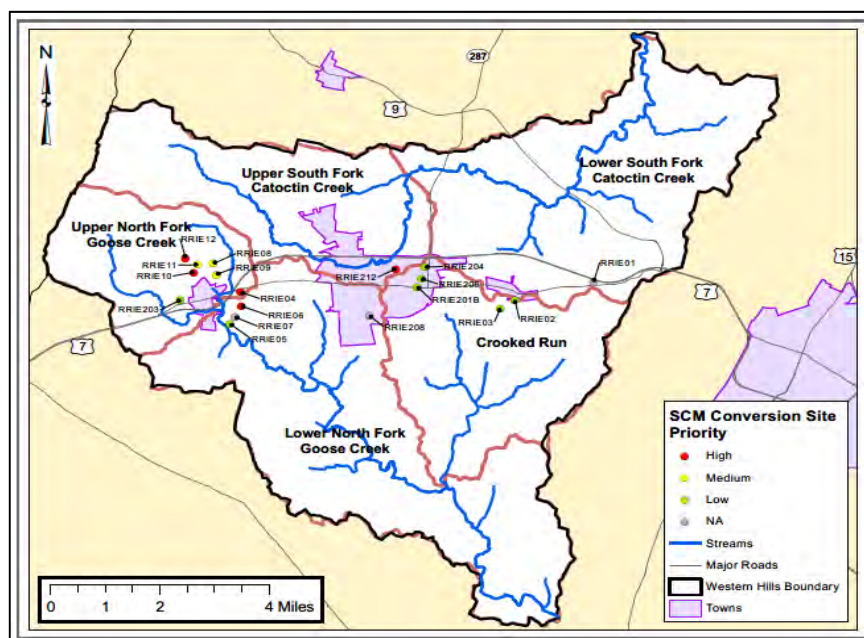 N
287
9
Upper South Fork
Catoctin Creek
Lower South Fork
Catoctin Creek
Upper North Fork
Goose Creek
RRIE12
RRIE08
RRIE11
RRIE09
RRIE10
RRIE04
RRIE203
RRIE06
RRIE07
RRIE05
RRIE212
RRIE204
RRIE201B
RRIE208
RRIE01
RRIE02
RRIE03
15
7
7
Crooked Run
Lower North Fork
Goose Creek
SCM Conversion Site
Priority
High
Medium
Low
NA
Streams
Major Roads
Western Hills Boundary
Towns
0 1 2 4 Miles